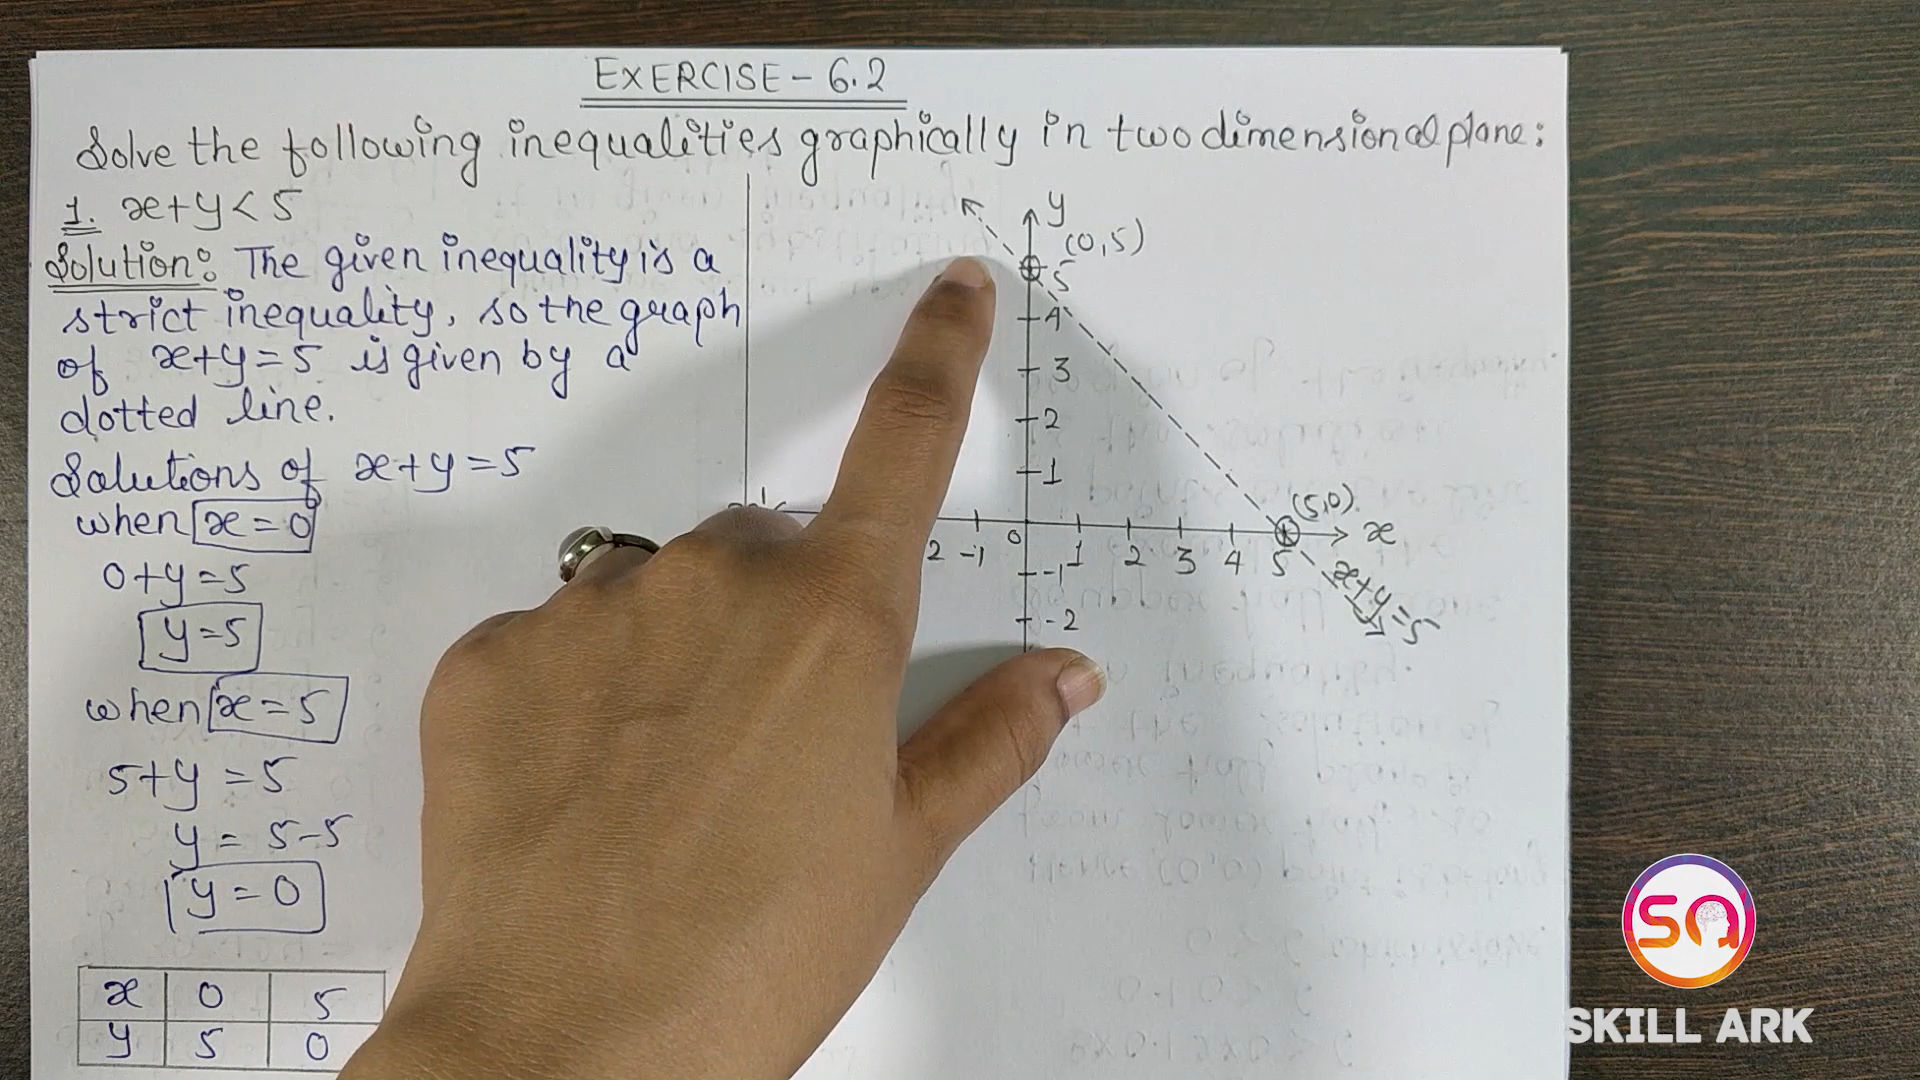 EXERCISE - 6.2
Solve the following inequalities graphically in two dimensional plane:
1. x+y < 5
Solution: The given inequality is a
strict inequality, so the graph
of x+y=5 is given by a
dotted line.
Solutions of x+y=5
when x=0
0+y=5
y=5
when x=5
5+y=5
y = 5-5
y=0
x 0 5
y 5 0
y
(0,5)
5
4
3
2
1
(5,0)
2 -1 0 1 2 3 4 5 x
-1
-2
x+y=5
SA
SKILL ARK